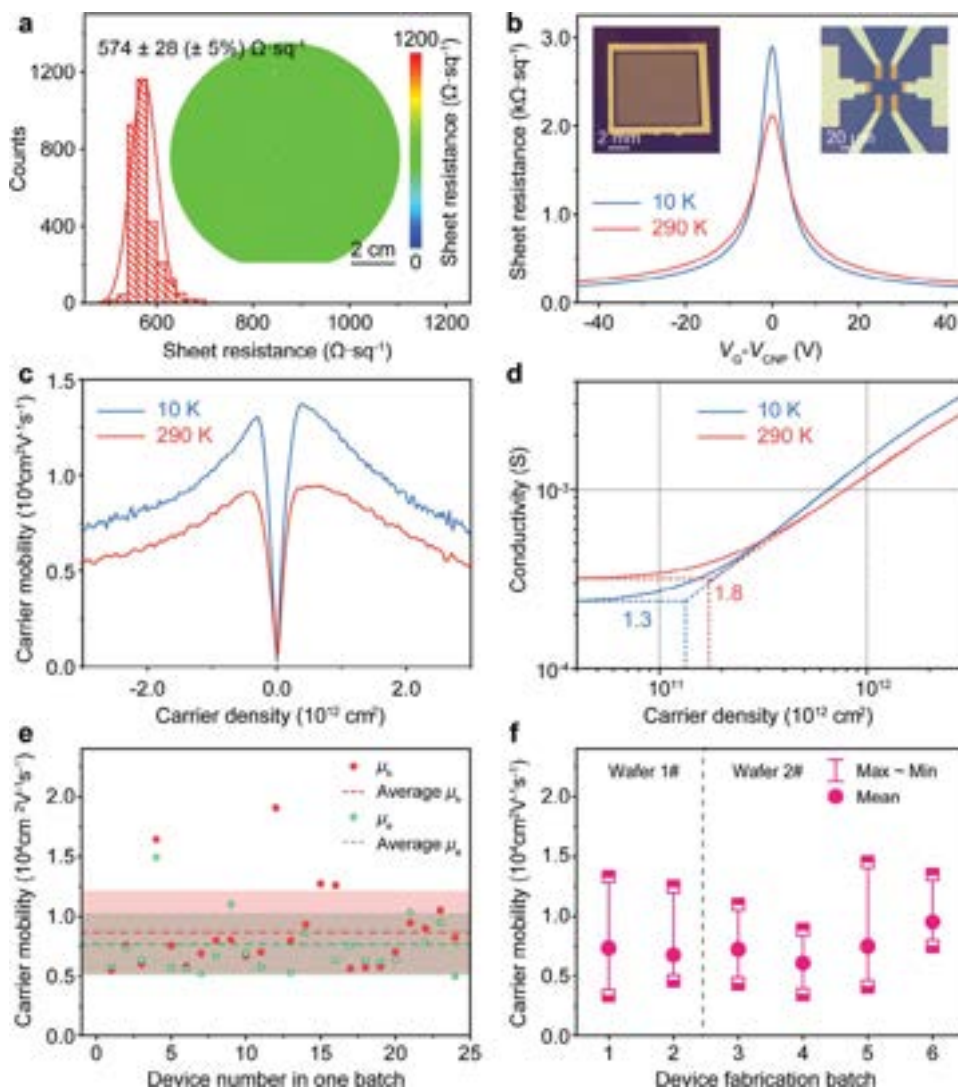 a
574 ± 28 (± 5%) Ω·sq⁻¹
1200
0
Sheet resistance (Ω·sq⁻¹)
2 cm
Counts
1200
800
400
0
600
800
1000
1200
Sheet resistance (Ω·sq⁻¹)
b
Sheet resistance (kΩ·sq⁻¹)
3.0
2.0
1.0
0.0
2 mm
20 μm
10 K
290 K
-40
-20
0
20
40
V_G-V_CNP (V)
c
Carrier mobility (10⁴cm²V⁻¹s⁻¹)
1.5
1.0
0.5
0.0
10 K
290 K
-2.0
0.0
2.0
Carrier density (10¹² cm²)
d
Conductivity (S)
10⁻³
10⁻⁴
10 K
290 K
1.3
1.8
10¹¹
10¹²
Carrier density (10¹² cm²)
e
Carrier mobility (10⁴cm²V⁻¹s⁻¹)
2.0
1.5
1.0
0.5
0.0
Average
Average
0
5
10
15
20
25
Device number in one batch
f
Carrier mobility (10⁴cm²V⁻¹s⁻¹)
2.0
1.5
1.0
0.5
0.0
Wafer 1#
Wafer 2#
Max ~ Min
Mean
1
2
3
4
5
6
Device fabrication batch